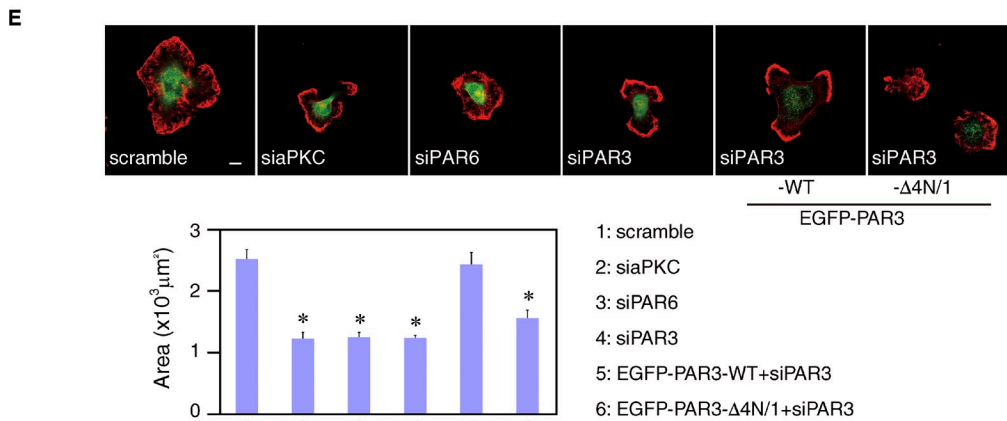 E
scramble
siaPKC
siPAR6
siPAR3
siPAR3
siPAR3
-WT
-Δ4N/1
EGFP-PAR3
Area (x10³μm²)
3
2
1
0
*
*
*
*
1: scramble
2: siaPKC
3: siPAR6
4: siPAR3
5: EGFP-PAR3-WT+siPAR3
6: EGFP-PAR3-Δ4N/1+siPAR3